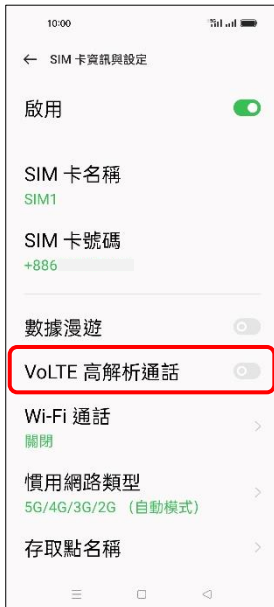 10:00
← SIM 卡資訊與設定
啟用
SIM 卡名稱
SIM1
SIM 卡號碼
+886
數據漫遊
VoLTE 高解析通話
Wi-Fi 通話
關閉
慣用網路類型
5G/4G/3G/2G （自動模式）
存取點名稱